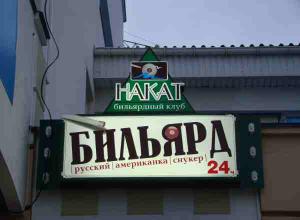 НАКАТ
бильярдный клуб
БИЛЬЯРД
русский | американка | снукер | 24ч